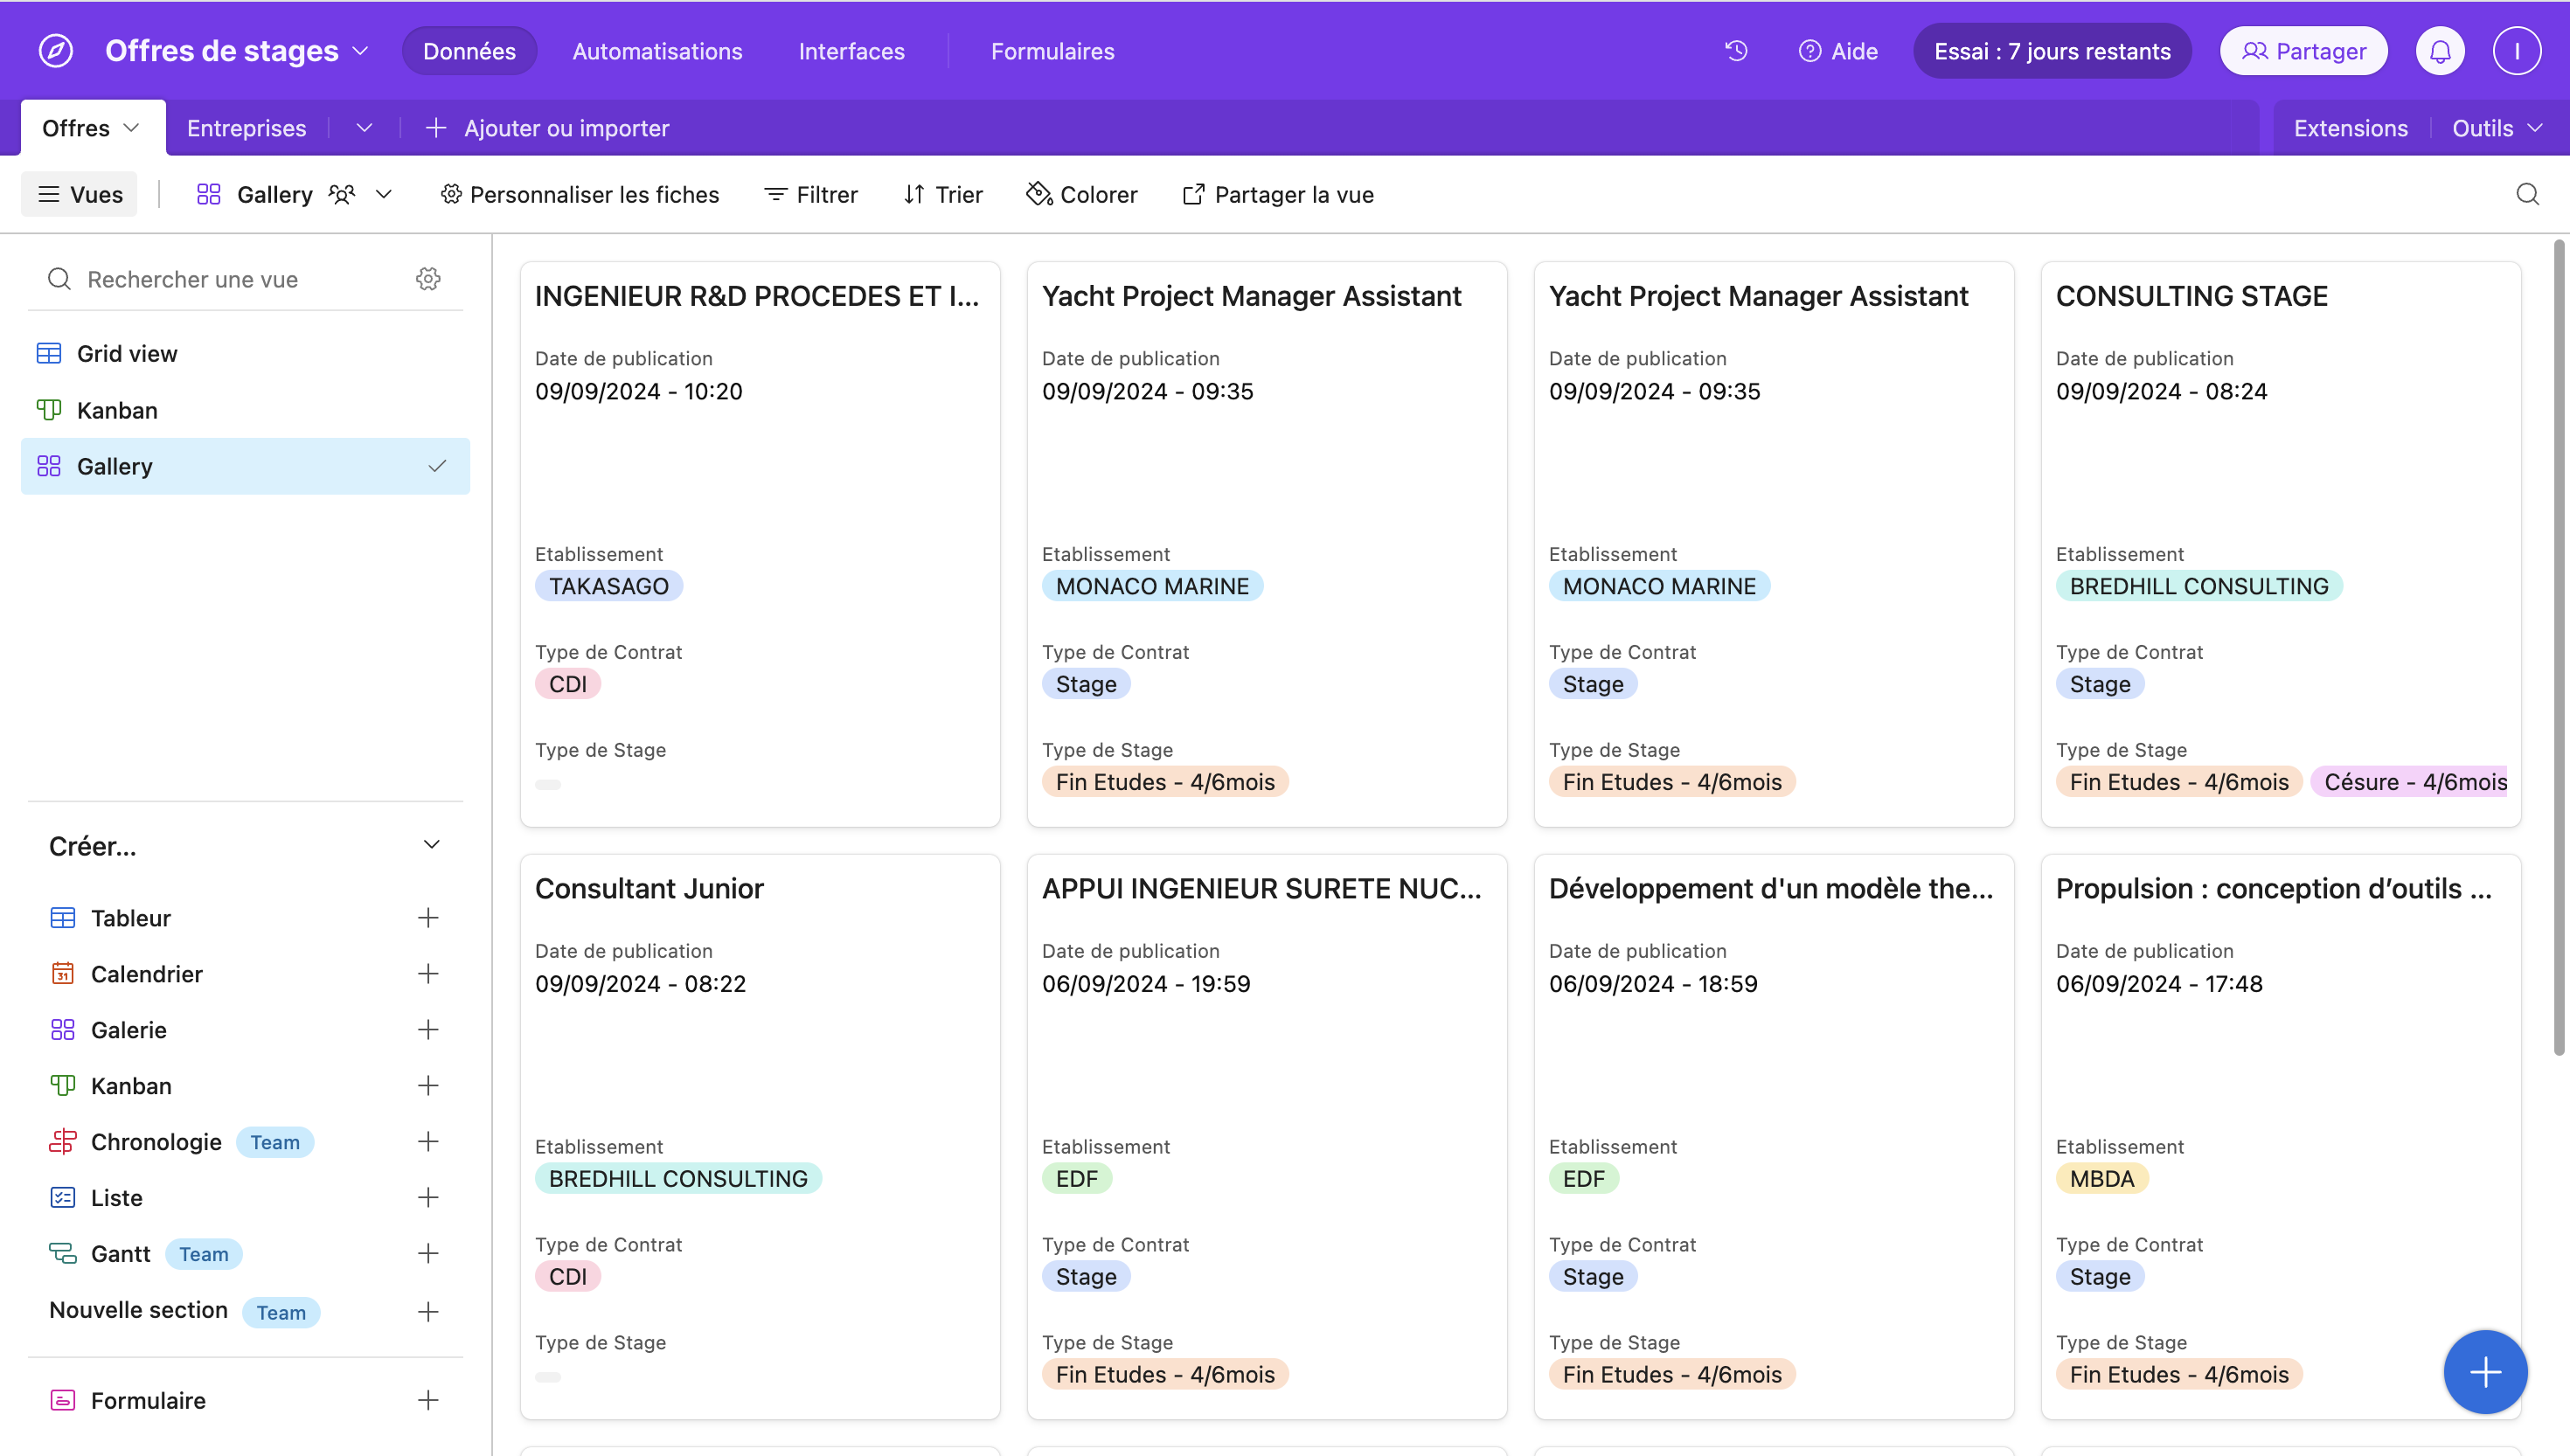 Offres de stages
Données
Automatisations
Interfaces
Formulaires
Aide
Essai : 7 jours restants
Partager
I
Offres
Entreprises
Ajouter ou importer
Extensions
Outils
Vues
Gallery
Personnaliser les fiches
Filtrer
Trier
Colorer
Partager la vue
Rechercher une vue
Grid view
Kanban
Gallery
Créer...
Tableur
31
Calendrier
Galerie
Kanban
Chronologie Team
Liste
Gantt Team
Nouvelle section Team
Formulaire
INGENIEUR R&D PROCEDES ET I...
Date de publication
09/09/2024 - 10:20
Etablissement
TAKASAGO
Type de Contrat
CDI
Type de Stage
Yacht Project Manager Assistant
Date de publication
09/09/2024 - 09:35
Etablissement
MONACO MARINE
Type de Contrat
Stage
Type de Stage
Fin Etudes - 4/6mois
Yacht Project Manager Assistant
Date de publication
09/09/2024 - 09:35
Etablissement
MONACO MARINE
Type de Contrat
Stage
Type de Stage
Fin Etudes - 4/6mois
CONSULTING STAGE
Date de publication
09/09/2024 - 08:24
Etablissement
BREDHILL CONSULTING
Type de Contrat
Stage
Type de Stage
Fin Etudes - 4/6mois Césure - 4/6mois
Consultant Junior
Date de publication
09/09/2024 - 08:22
Etablissement
BREDHILL CONSULTING
Type de Contrat
CDI
Type de Stage
APPUI INGENIEUR SURETE NUC...
Date de publication
06/09/2024 - 19:59
Etablissement
EDF
Type de Contrat
Stage
Type de Stage
Fin Etudes - 4/6mois
Développement d'un modèle the...
Date de publication
06/09/2024 - 18:59
Etablissement
EDF
Type de Contrat
Stage
Type de Stage
Fin Etudes - 4/6mois
Propulsion : conception d’outils ...
Date de publication
06/09/2024 - 17:48
Etablissement
MBDA
Type de Contrat
Stage
Type de Stage
Fin Etudes - 4/6mois